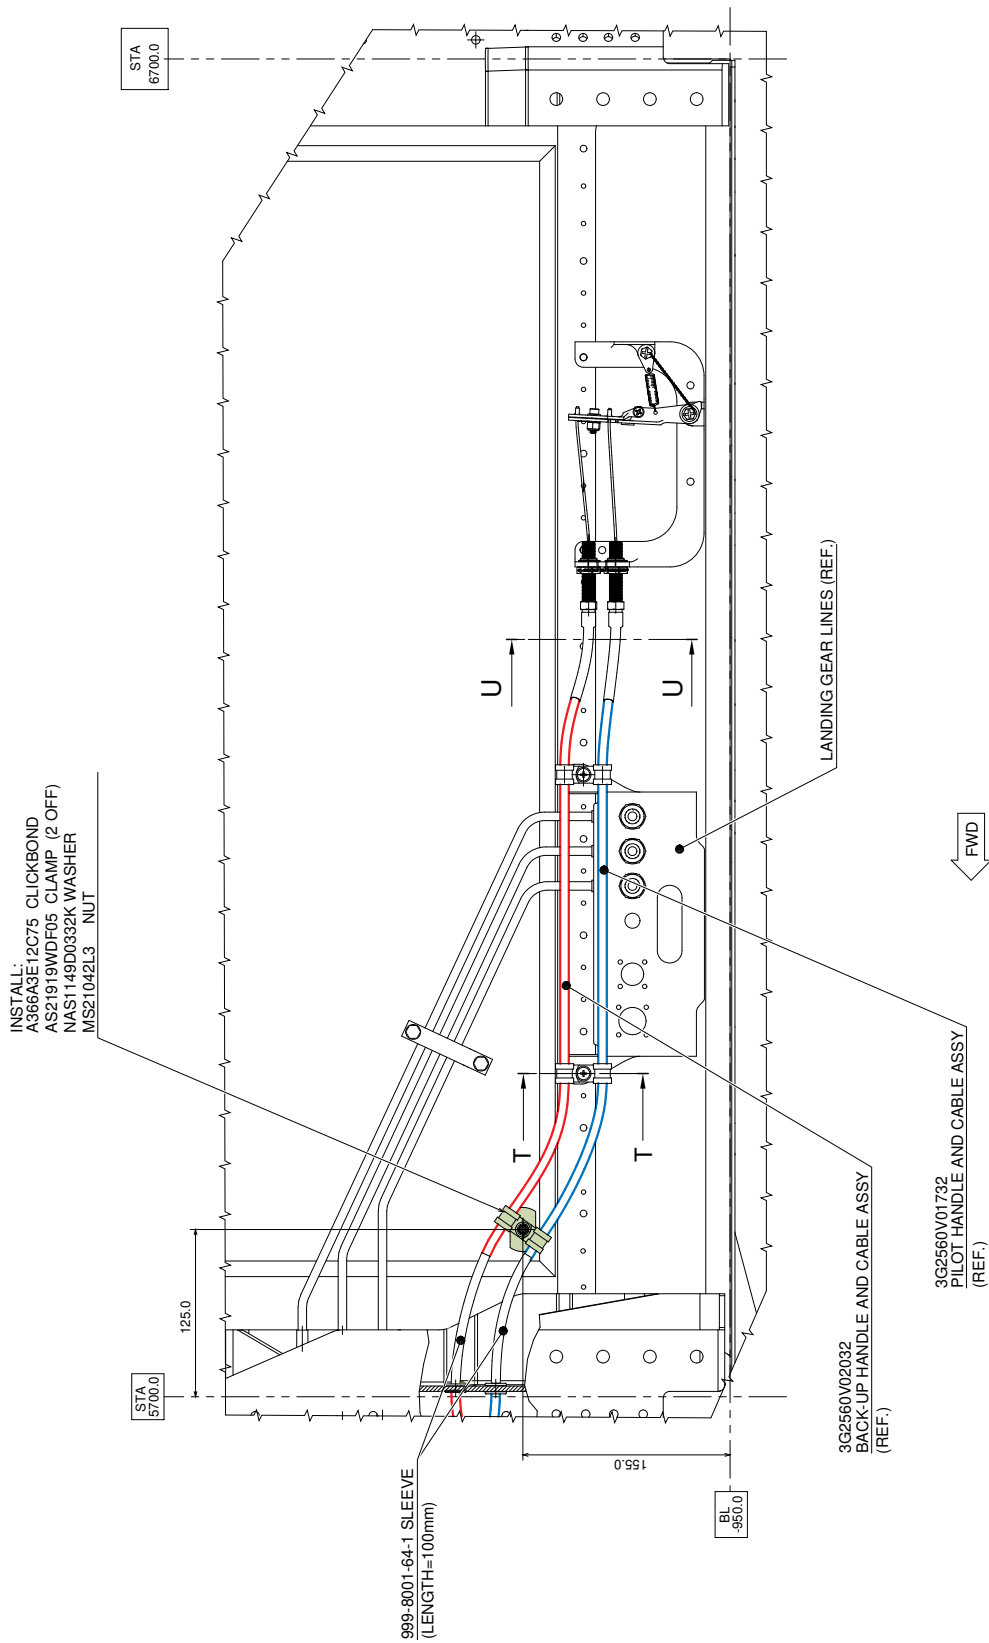 STA
6700.0
INSTALL:
A366A3E12C75 CLICKBOND
AS21919WDF05 CLAMP (2 OFF)
NAS1149D0332K WASHER
MS21042L3 NUT
U
U
LANDING GEAR LINES (REF.)
FWD
T
T
125.0
3G2560V01732
PILOT HANDLE AND CABLE ASSY
(REF.)
3G2560V02032
BACK-UP HANDLE AND CABLE ASSY
(REF.)
STA
5700.0
155.0
BL
-950.0
999-8001-64-1 SLEEVE
(LENGTH=100mm)